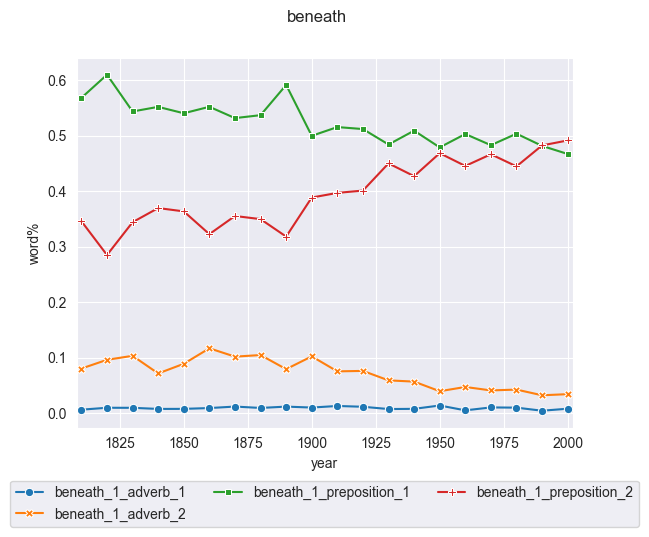 beneath
0.6
0.5
0.4
0.3
0.2
0.1
0.0
word%
1825 1850 1875 1900 1925 1950 1975 2000
year
beneath_1_adverb_1 beneath_1_preposition_1 beneath_1_preposition_2
beneath_1_adverb_2